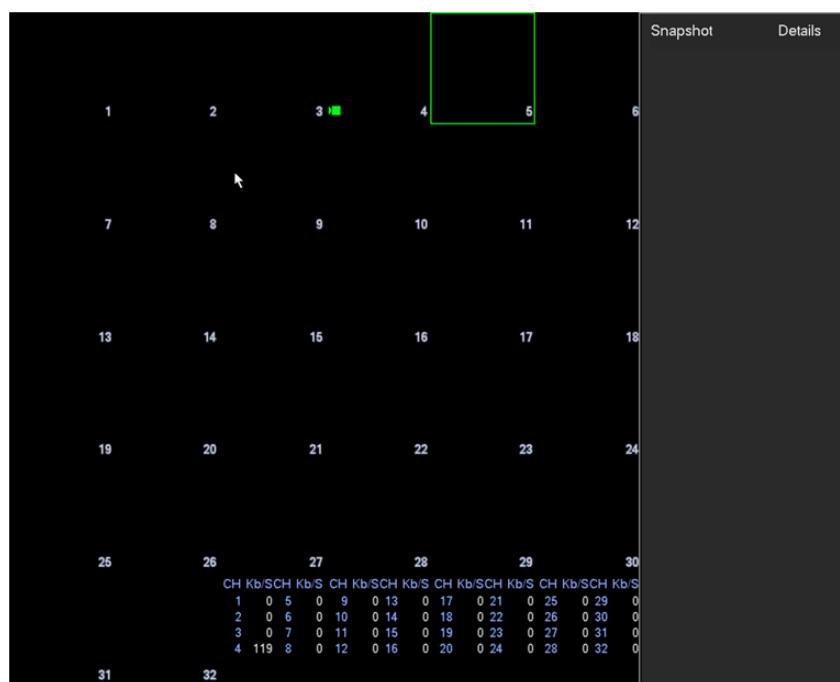 Snapshot Details
1 2 3 4 5 6
7 8 9 10 11 12
13 14 15 16 17 18
19 20 21 22 23 24
25 26 27 28 29 30
CH Kb/S CH Kb/S CH Kb/S CH Kb/S CH Kb/S CH Kb/S CH Kb/S CH Kb/S
1 0 5 0 9 0 13 0 17 0 21 0 25 0 29 0
2 0 6 0 10 0 14 0 18 0 22 0 26 0 30 0
3 0 7 0 11 0 15 0 19 0 23 0 27 0 31 0
4 119 8 0 12 0 16 0 20 0 24 0 28 0 32 0
31 32